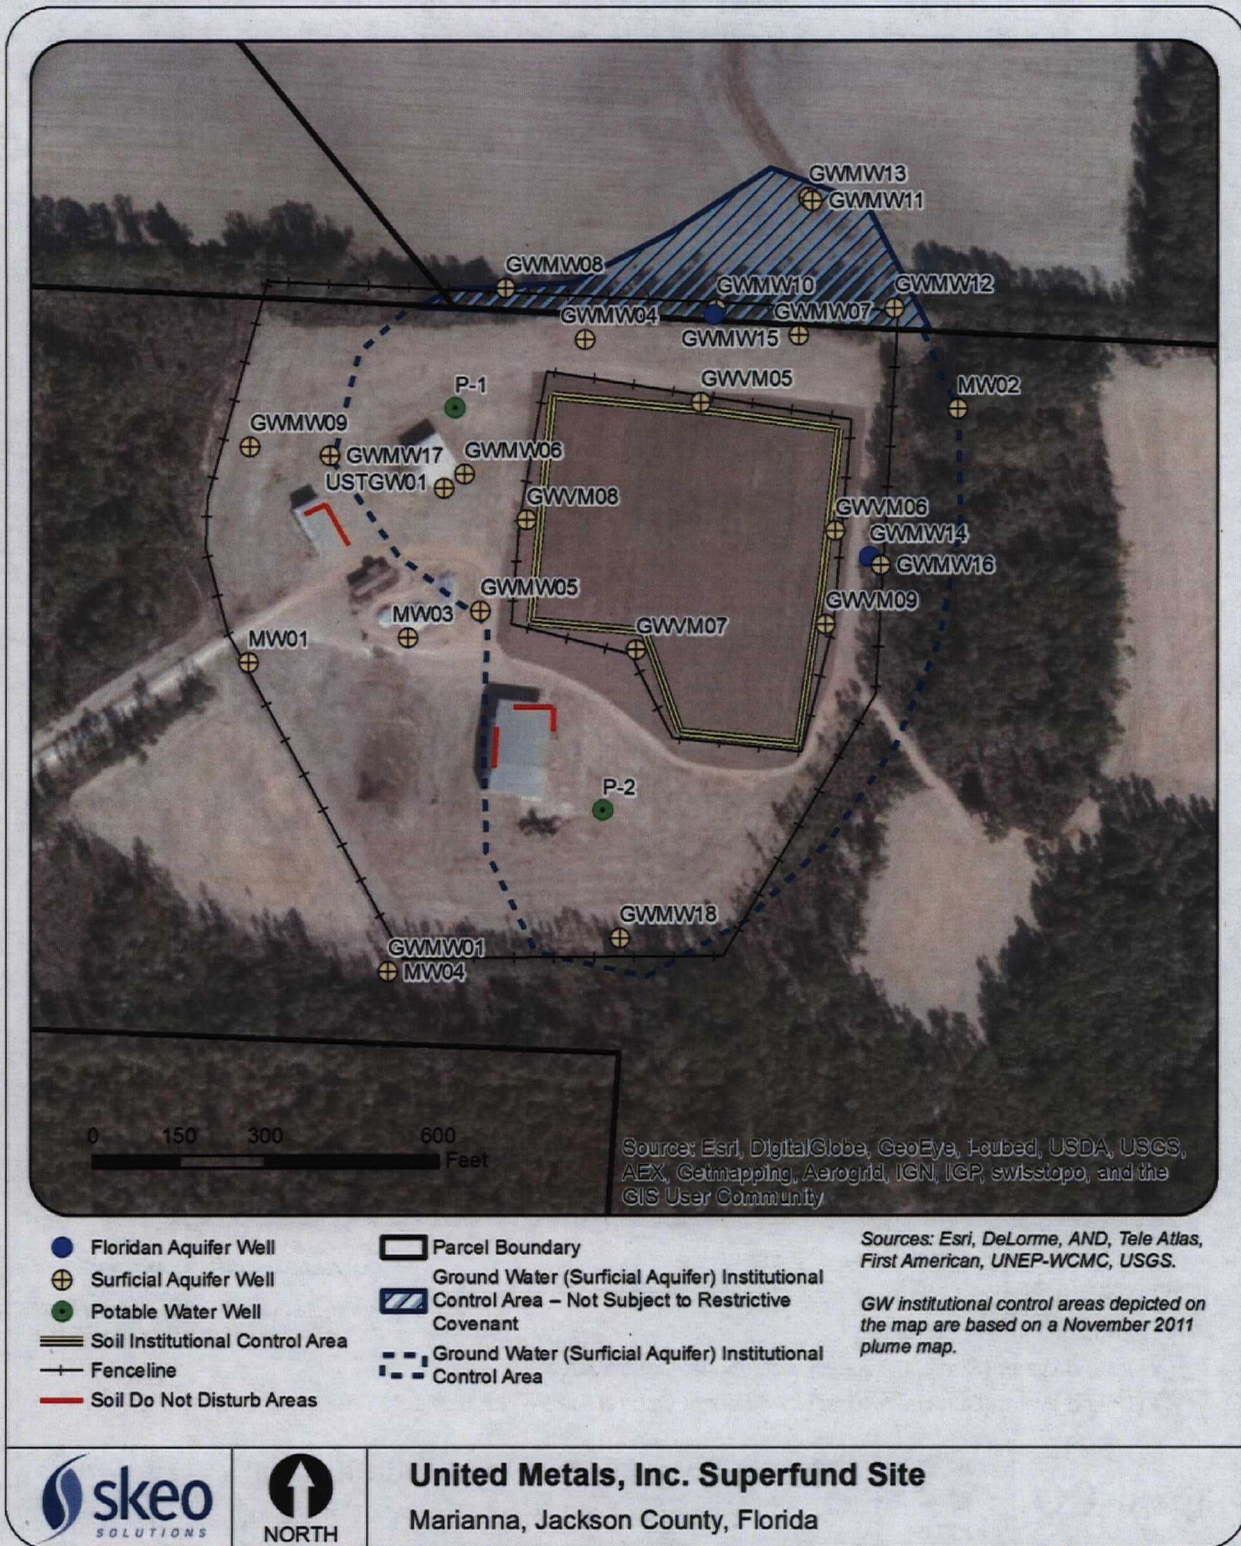 GWMW13
GWMW11
GWMW08
GWMW10
GWMW12
GWMW04
GWMW07
GWMW15
GWVM05
P-1
MW02
GWMW09
GWMW17
GWMW06
USTGW01
GWVM08
GWVM06
GWMW14
GWMW16
GWMW05
GWVM09
MW03
GWVM07
MW01
P-2
GWMW18
GWMW01
MW04
0 150 300 600
Feet
Source: Esri, DigitalGlobe, GeoEye, i-cubed, USDA, USGS,
AEX, Getmapping, Aerogrid, IGN, IGP, swisstopo, and the
GIS User Community
Floridan Aquifer Well
Surficial Aquifer Well
Potable Water Well
Soil Institutional Control Area
Fenceline
Soil Do Not Disturb Areas
Parcel Boundary
Ground Water (Surficial Aquifer) Institutional
Control Area – Not Subject to Restrictive
Covenant
Ground Water (Surficial Aquifer) Institutional
Control Area
Sources: Esri, DeLorme, AND, Tele Atlas,
First American, UNEP-WCMC, USGS.
GW institutional control areas depicted on
the map are based on a November 2011
plume map.
skeo
SOLUTIONS
NORTH
United Metals, Inc. Superfund Site
Marianna, Jackson County, Florida